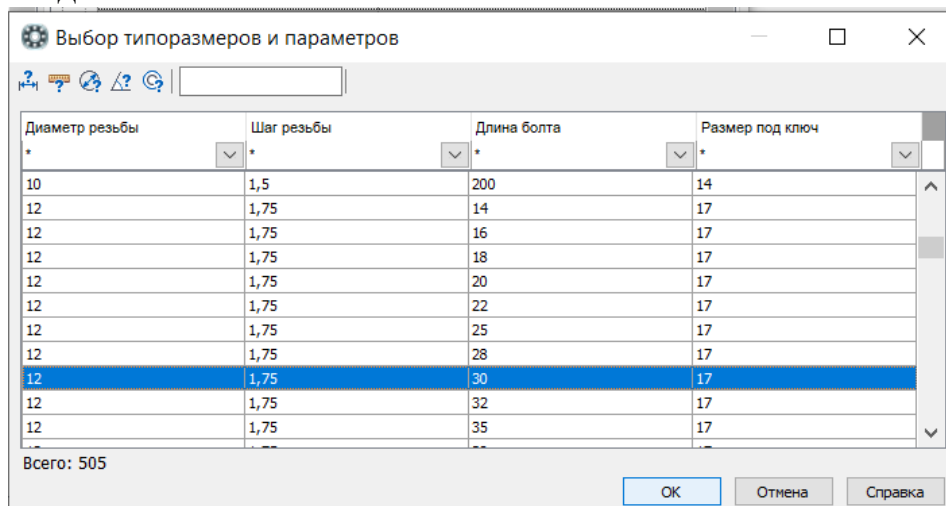 Выбор типоразмеров и параметров
Диаметр резьбы Шаг резьбы Длина болта Размер под ключ
* * * *
10 1,5 200 14
12 1,75 14 17
12 1,75 16 17
12 1,75 18 17
12 1,75 20 17
12 1,75 22 17
12 1,75 25 17
12 1,75 28 17
12 1,75 30 17
12 1,75 32 17
12 1,75 35 17
Всего: 505
OK Отмена Справка